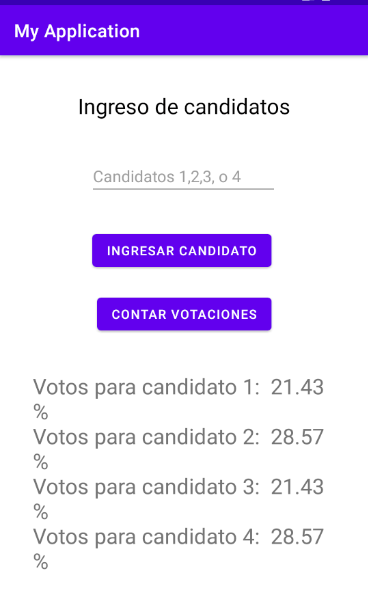 My Application
Ingreso de candidatos
Candidatos 1,2,3, o 4
INGRESAR CANDIDATO
CONTAR VOTACIONES
Votos para candidato 1:  21.43
%
Votos para candidato 2:  28.57
%
Votos para candidato 3:  21.43
%
Votos para candidato 4:  28.57
%